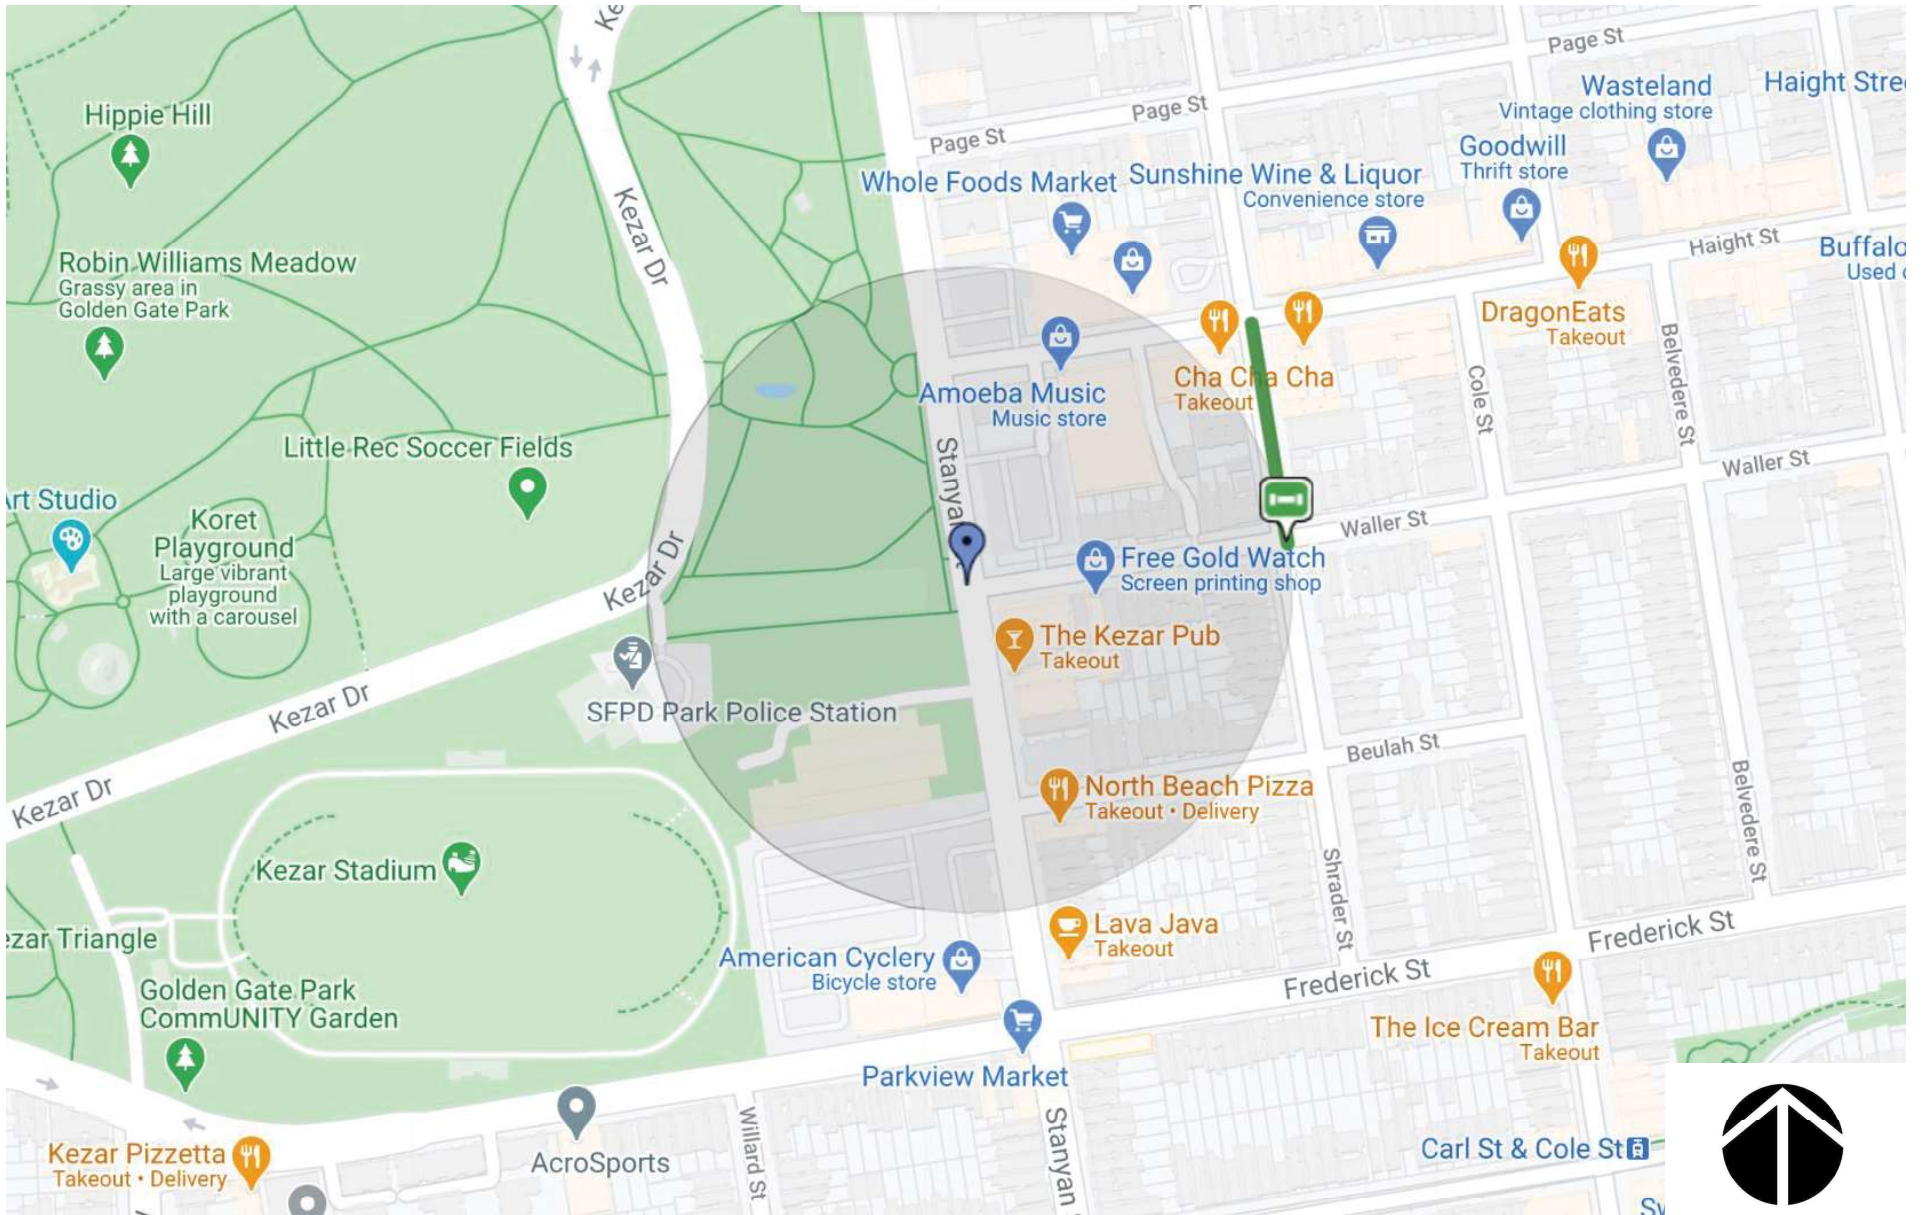 Page St
Wasteland
Vintage clothing store
Haight Stre
Hippie Hill
Page St
Page St
Goodwill
Thrift store
Whole Foods Market
Sunshine Wine & Liquor
Convenience store
Kezar Dr
Haight St
Buffalo
Used
Robin Williams Meadow
Grassy area in
Golden Gate Park
DragonEats
Takeout
Belvedere St
Cha Cha Cha
Takeout
Cole St
Amoeba Music
Music store
Little Rec Soccer Fields
Stanyan
Waller St
Art Studio
Koret
Playground
Large vibrant
playground
with a carousel
Waller St
Kezar Dr
Free Gold Watch
Screen printing shop
The Kezar Pub
Takeout
Kezar Dr
SFPD Park Police Station
Beulah St
Kezar Dr
North Beach Pizza
Takeout • Delivery
Belvedere St
Kezar Stadium
Shrader St
Lava Java
Takeout
ezar Triangle
Frederick St
American Cyclery
Bicycle store
Frederick St
Golden Gate Park
CommUNITY Garden
The Ice Cream Bar
Takeout
Parkview Market
Willard St
Stanyan
Kezar Pizzetta
Takeout • Delivery
AcroSports
Carl St & Cole St